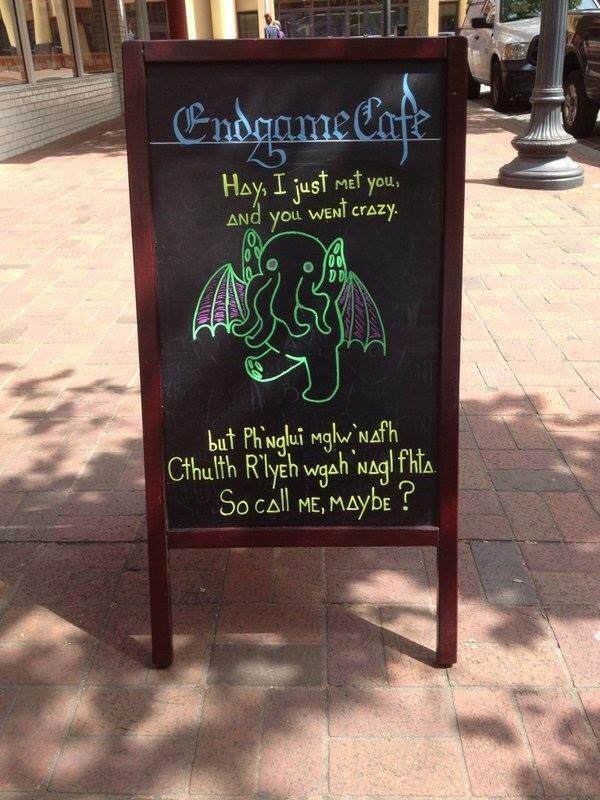 Endgame Cafe
Hay, I just met you,
and you went crazy.
but Ph'nglui mglw'nafh
Cthulth R'lyeh wgah'nagl fhta.
So call me, maybe?